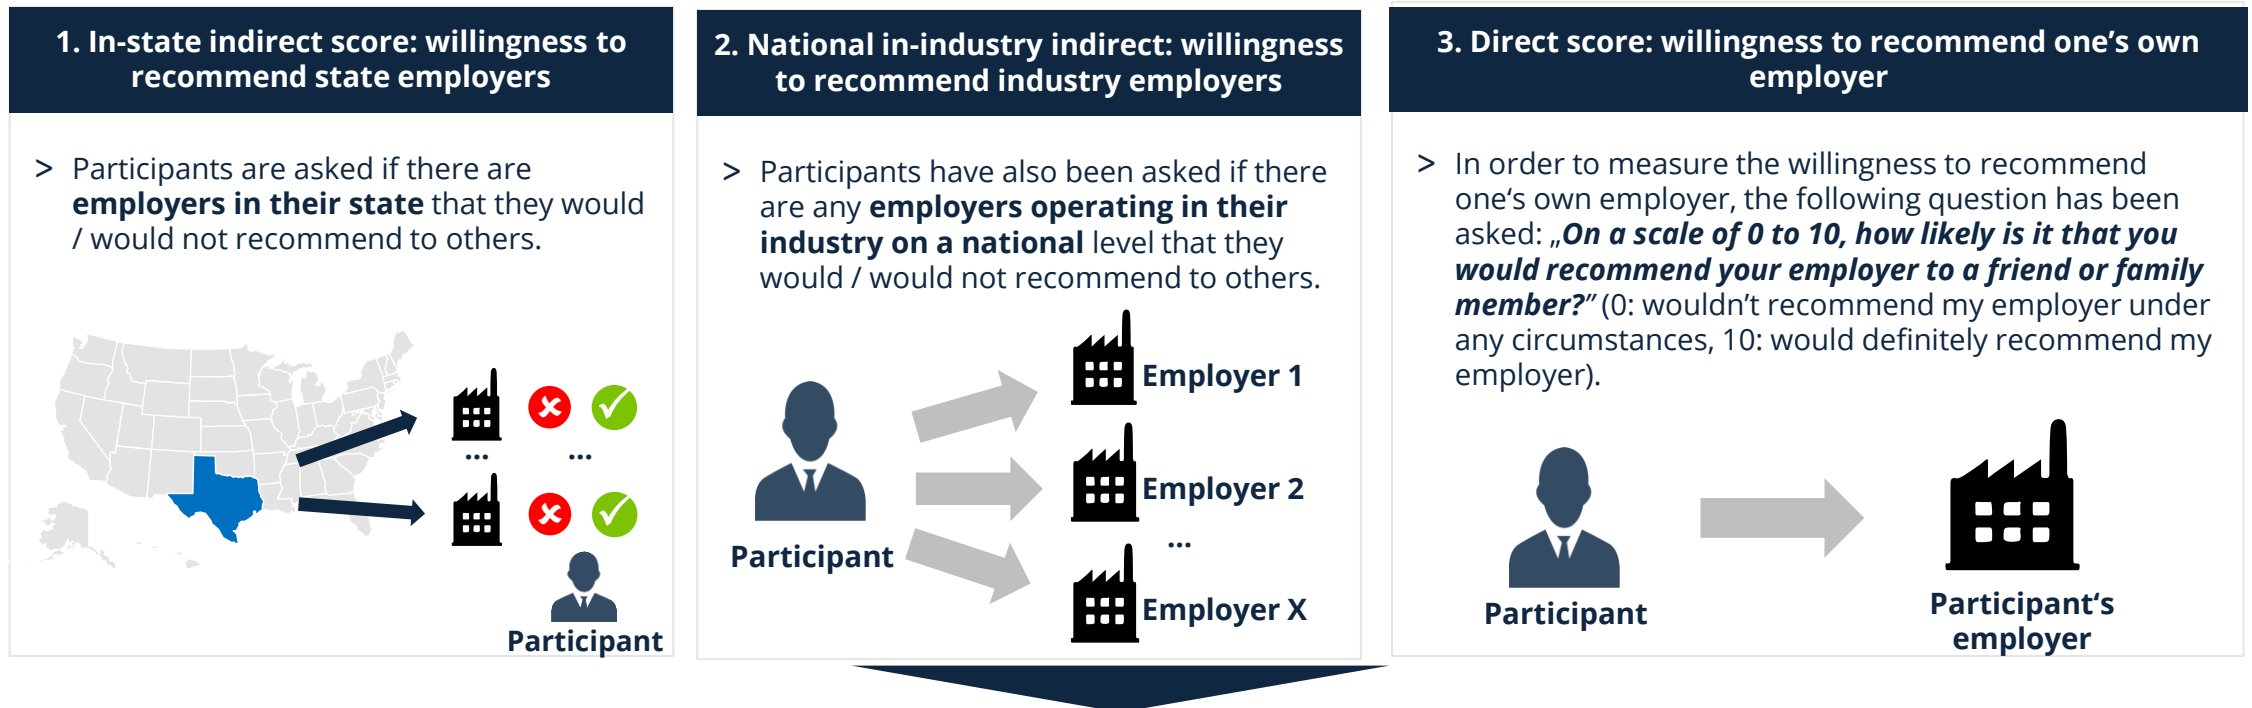 1. In-state indirect score: willingness to
recommend state employers
> Participants are asked if there are
employers in their state that they would
/ would not recommend to others.
...
...
Participant
2. National in-industry indirect: willingness
to recommend industry employers
> Participants have also been asked if there
are any employers operating in their
industry on a national level that they
would / would not recommend to others.
Employer 1
Employer 2
...
Participant
Employer X
3. Direct score: willingness to recommend one’s own
employer
> In order to measure the willingness to recommend
one‘s own employer, the following question has been
asked: „On a scale of 0 to 10, how likely is it that you
would recommend your employer to a friend or family
member?” (0: wouldn’t recommend my employer under
any circumstances, 10: would definitely recommend my
employer).
Participant
Participant‘s
employer